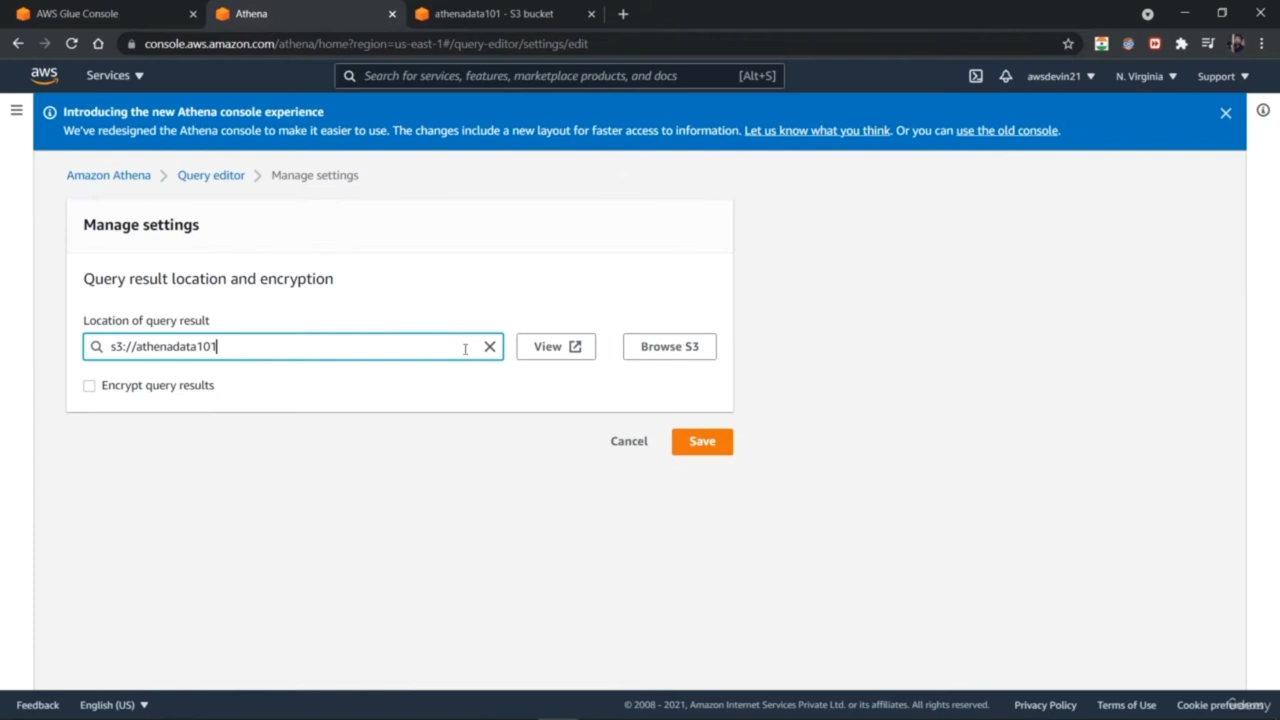 AWS Glue Console
Athena
athenadata101 - S3 bucket
console.aws.amazon.com/athena/home?region=us-east-1#/query-editor/settings/edit
aws
Services
Search for services, features, marketplace products, and docs
[Alt+S]
awsdevin21
N. Virginia
Support
Introducing the new Athena console experience
We've redesigned the Athena console to make it easier to use. The changes include a new layout for faster access to information. Let us know what you think. Or you can use the old console.
Amazon Athena
Query editor
Manage settings
Manage settings
Query result location and encryption
Location of query result
s3://athenadata101
View
Browse S3
Encrypt query results
Cancel
Save
Feedback
English (US)
© 2008 - 2021, Amazon Internet Services Private Ltd. or its affiliates. All rights reserved.
Privacy Policy
Terms of Use
Cookie preferences
Udemy